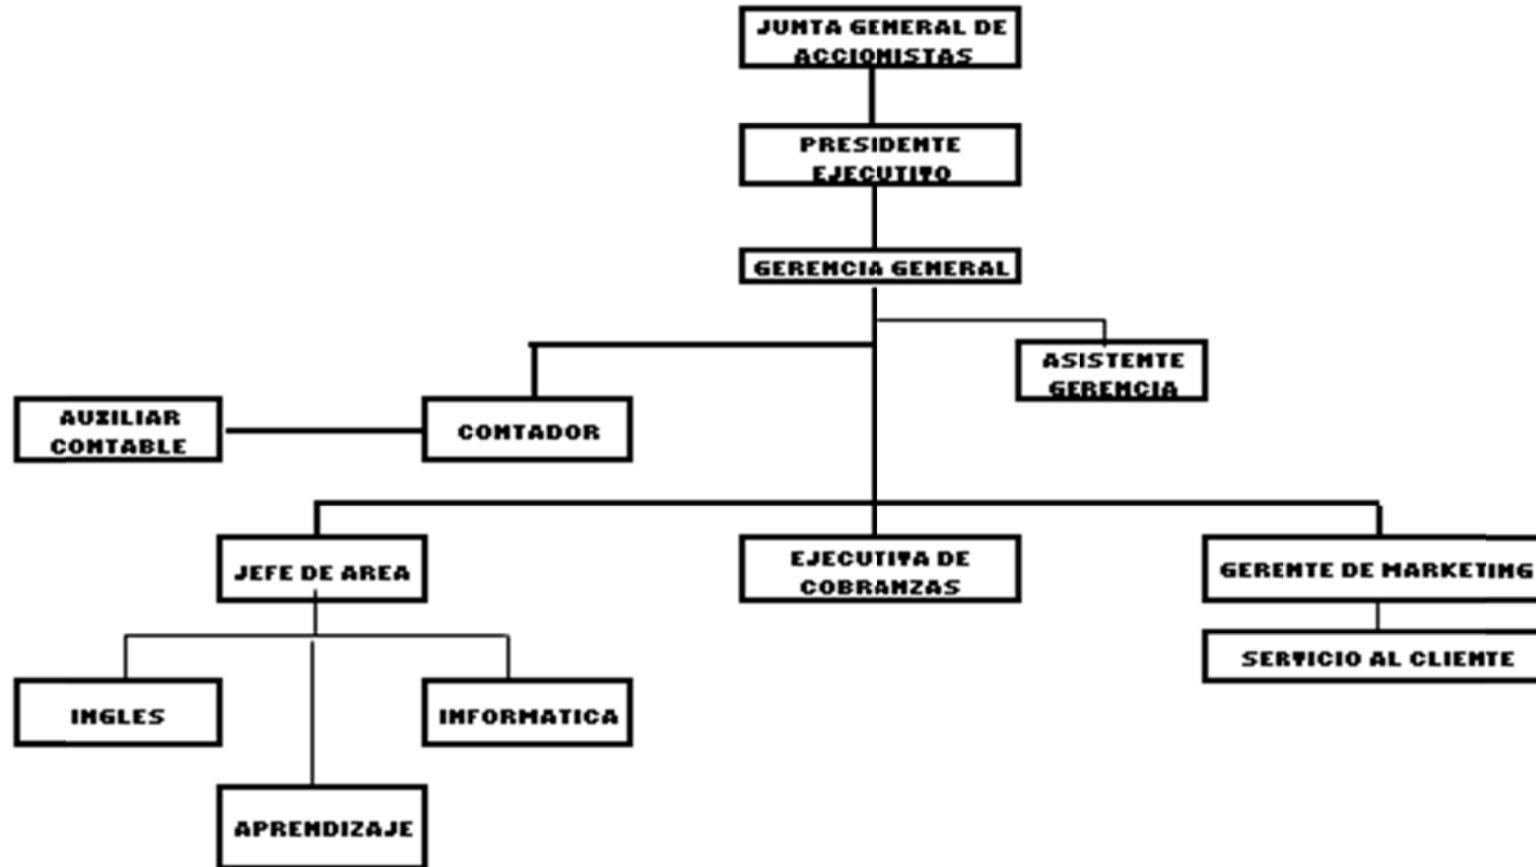 JUNTA GENERAL DE
ACCIONISTAS
PRESIDENTE
EJECUTIVO
GERENCIA GENERAL
ASISTENTE
GERENCIA
AUXILIAR
CONTABLE
CONTADOR
JEFE DE AREA
EJECUTIVA DE
COBRANZAS
GERENTE DE MARKETING
SERVICIO AL CLIENTE
INGLES
INFORMATICA
APRENDIZAJE